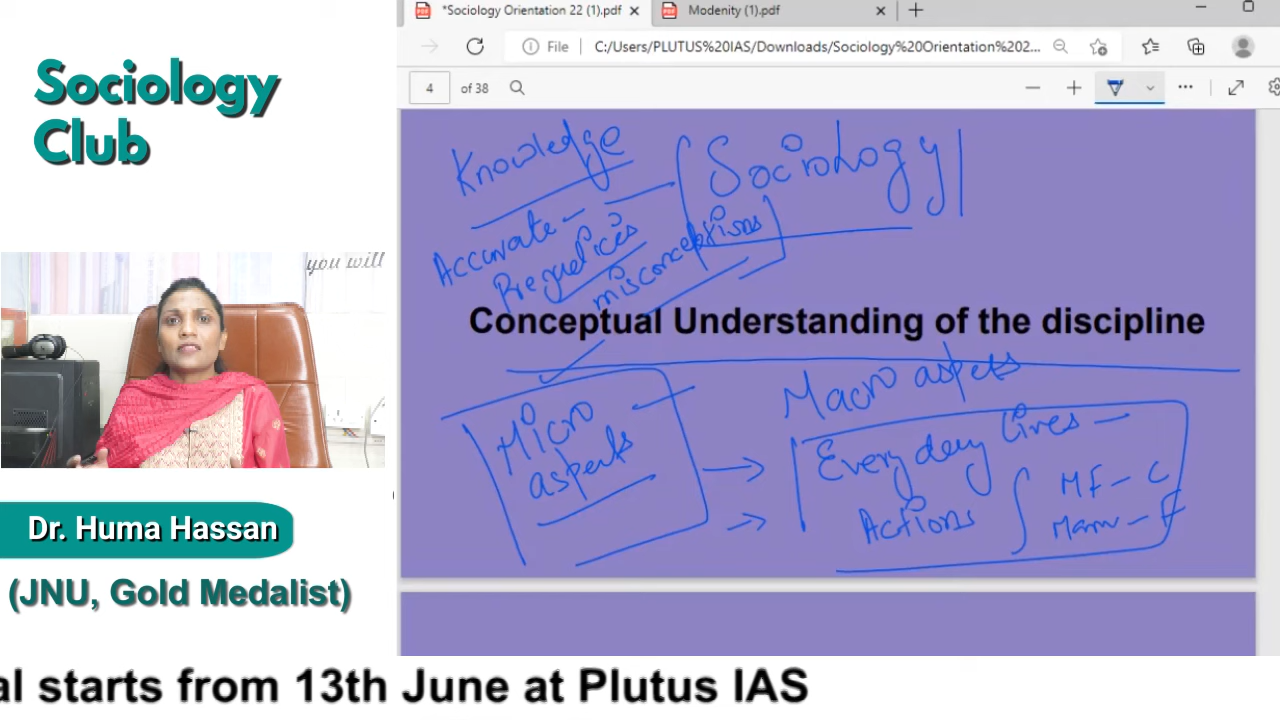 Sociology
Club
*Sociology Orientation 22 (1).pdf
Modenity (1).pdf
File C:/Users/PLUTUS%20IAS/Downloads/Sociology%20Orientation%202...
4 of 38
Knowledge
Sociology
Accurate
Prejudices
misconceptions
Conceptual Understanding of the discipline
Micro
aspects
Macro aspects
Everyday lives
Actions
MF - C
- F
you will
Dr. Huma Hassan
(JNU, Gold Medalist)
al starts from 13th June at Plutus IAS